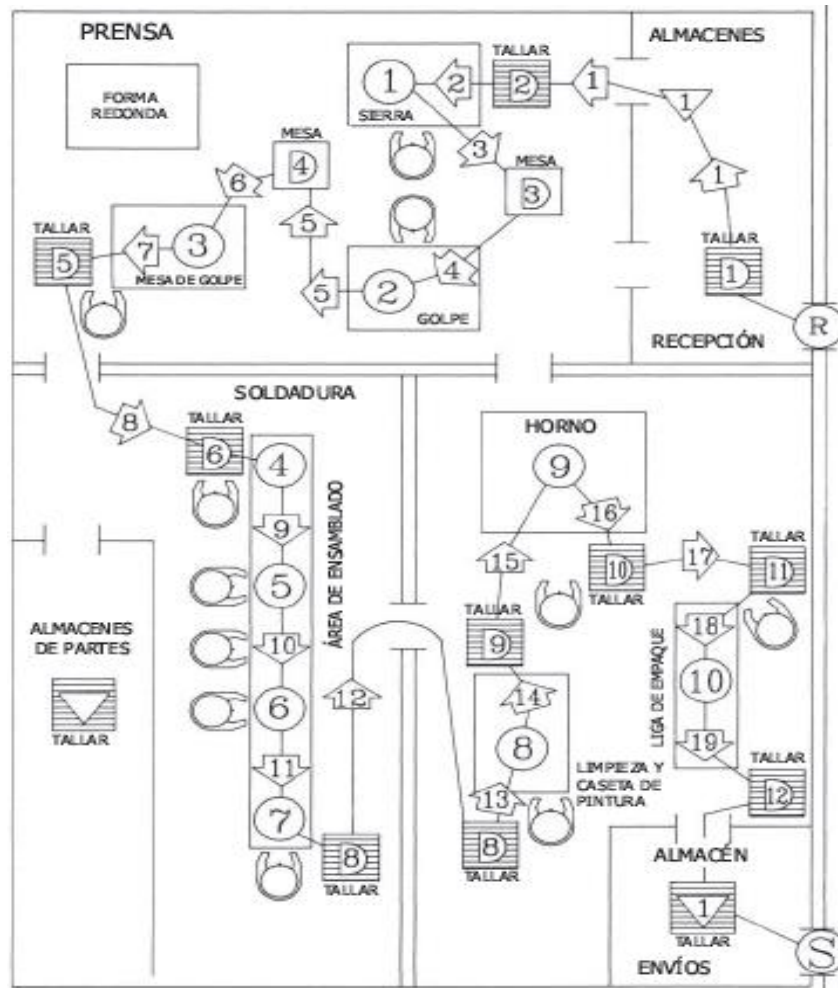 PRENSA
FORMA
REDONDA
1
SIERRA
2
TALLAR
2
1
ALMACENES
1
1
TALLAR
1
R
RECEPCIÓN
3
MESA
3
MESA
4
6
5
5
2
4
GOLPE
TALLAR
5
7
3
MESA DE GOLPE
8
SOLDADURA
TALLAR
6
4
9
5
10
6
11
7
ÁREA DE ENSAMBLADO
12
8
TALLAR
ALMACENES
DE PARTES
TALLAR
HORNO
9
16
15
10
TALLAR
17
TALLAR
11
TALLAR
9
14
8
13
8
TALLAR
LIMPIEZA Y
CASETA DE
PINTURA
18
10
19
LIGA DE EMPAQUE
TALLAR
12
ALMACÉN
1
TALLAR
S
ENVÍOS